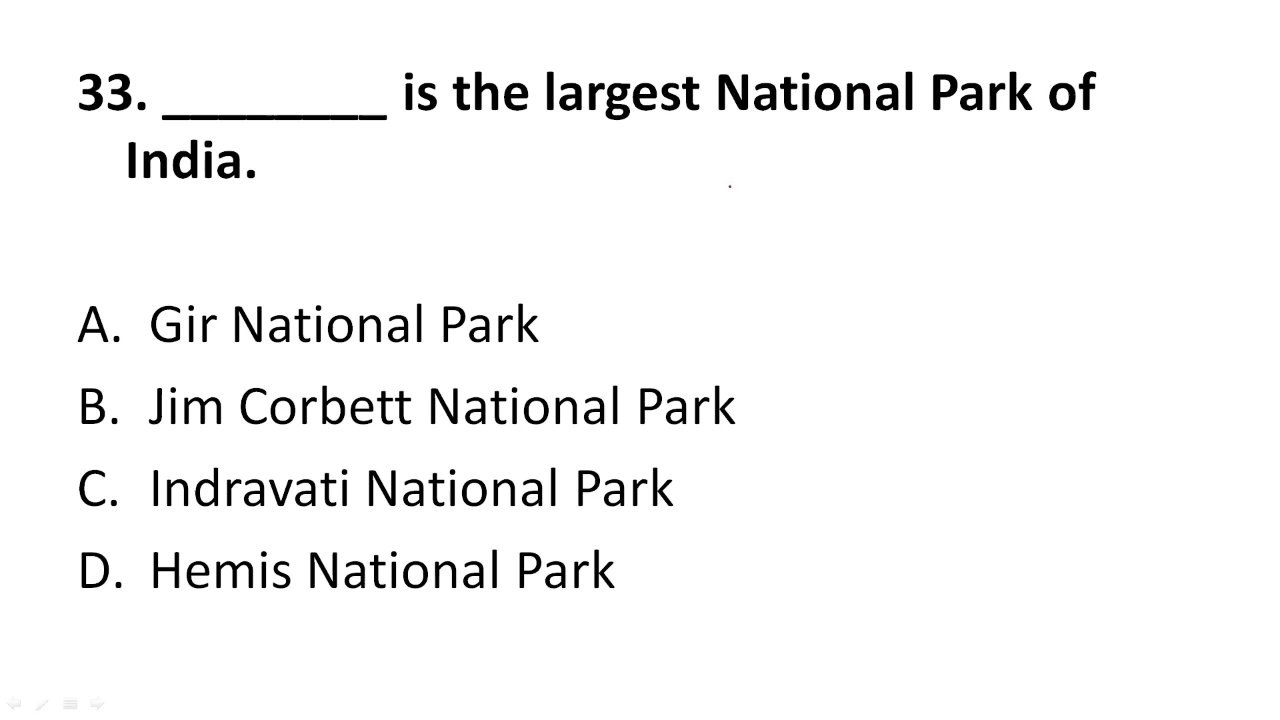 33. ________ is the largest National Park of
India.
A. Gir National Park
B. Jim Corbett National Park
C. Indravati National Park
D. Hemis National Park